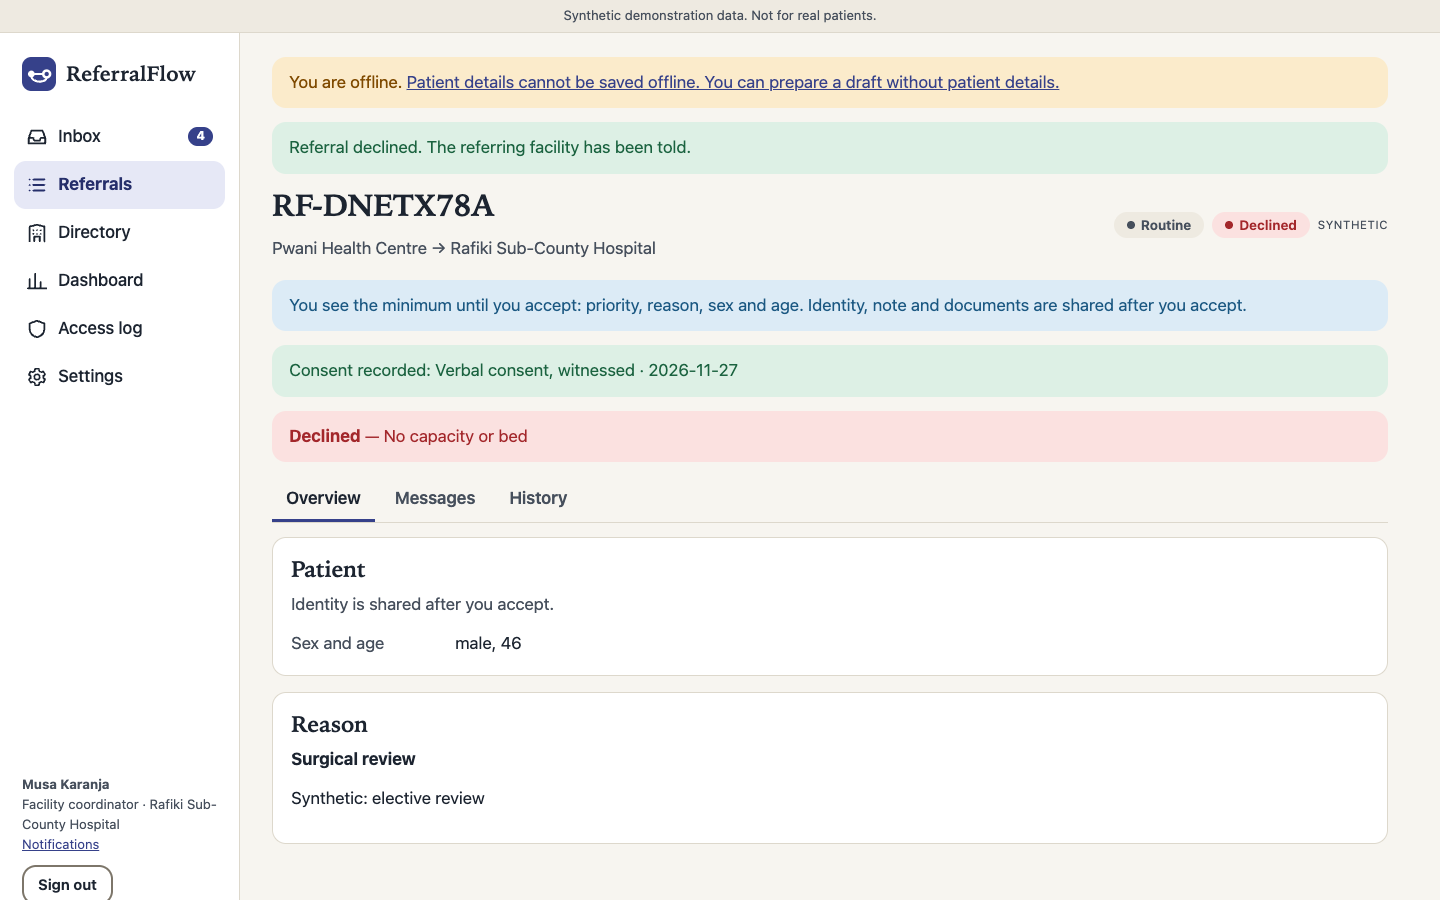 Synthetic demonstration data. Not for real patients.
ReferralFlow
Inbox 4
Referrals
Directory
Dashboard
Access log
Settings
Musa Karanja
Facility coordinator · Rafiki Sub-
County Hospital
Notifications
Sign out
You are offline. Patient details cannot be saved offline. You can prepare a draft without patient details.
Referral declined. The referring facility has been told.
RF-DNETX78A
Pwani Health Centre → Rafiki Sub-County Hospital
Routine Declined SYNTHETIC
You see the minimum until you accept: priority, reason, sex and age. Identity, note and documents are shared after you accept.
Consent recorded: Verbal consent, witnessed · 2026-11-27
Declined — No capacity or bed
Overview Messages History
Patient
Identity is shared after you accept.
Sex and age male, 46
Reason
Surgical review
Synthetic: elective review